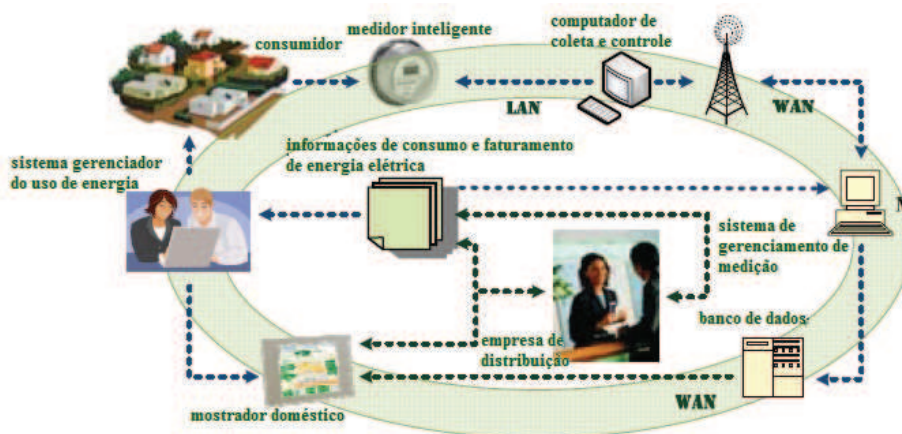 computador de
coleta e controle
medidor inteligente
consumidor
LAN
WAN
informações de consumo e faturamento
de energia elétrica
sistema gerenciador
do uso de energia
M
sistema de
gerenciamento de
medição
banco de dados
empresa de
distribuição
WAN
mostrador doméstico